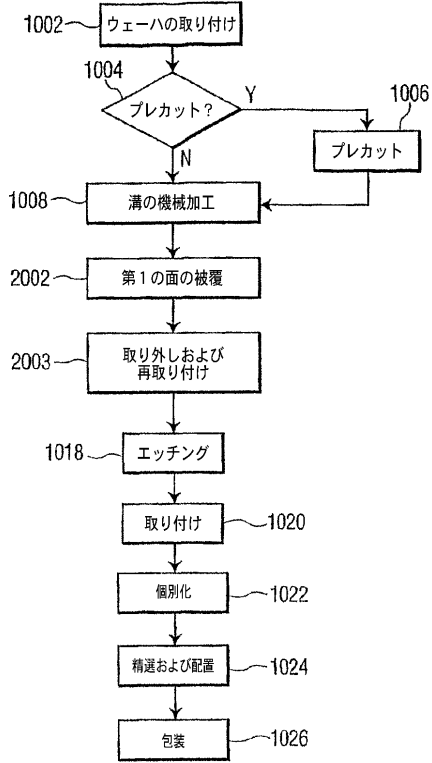 1002
ウェーハの取り付け
1004
プレカット？
Y
1006
プレカット
N
1008
溝の機械加工
2002
第１の面の被覆
2003
取り外しおよび
再取り付け
1018
エッチング
取り付け
1020
個別化
1022
精選および配置
1024
包装
1026